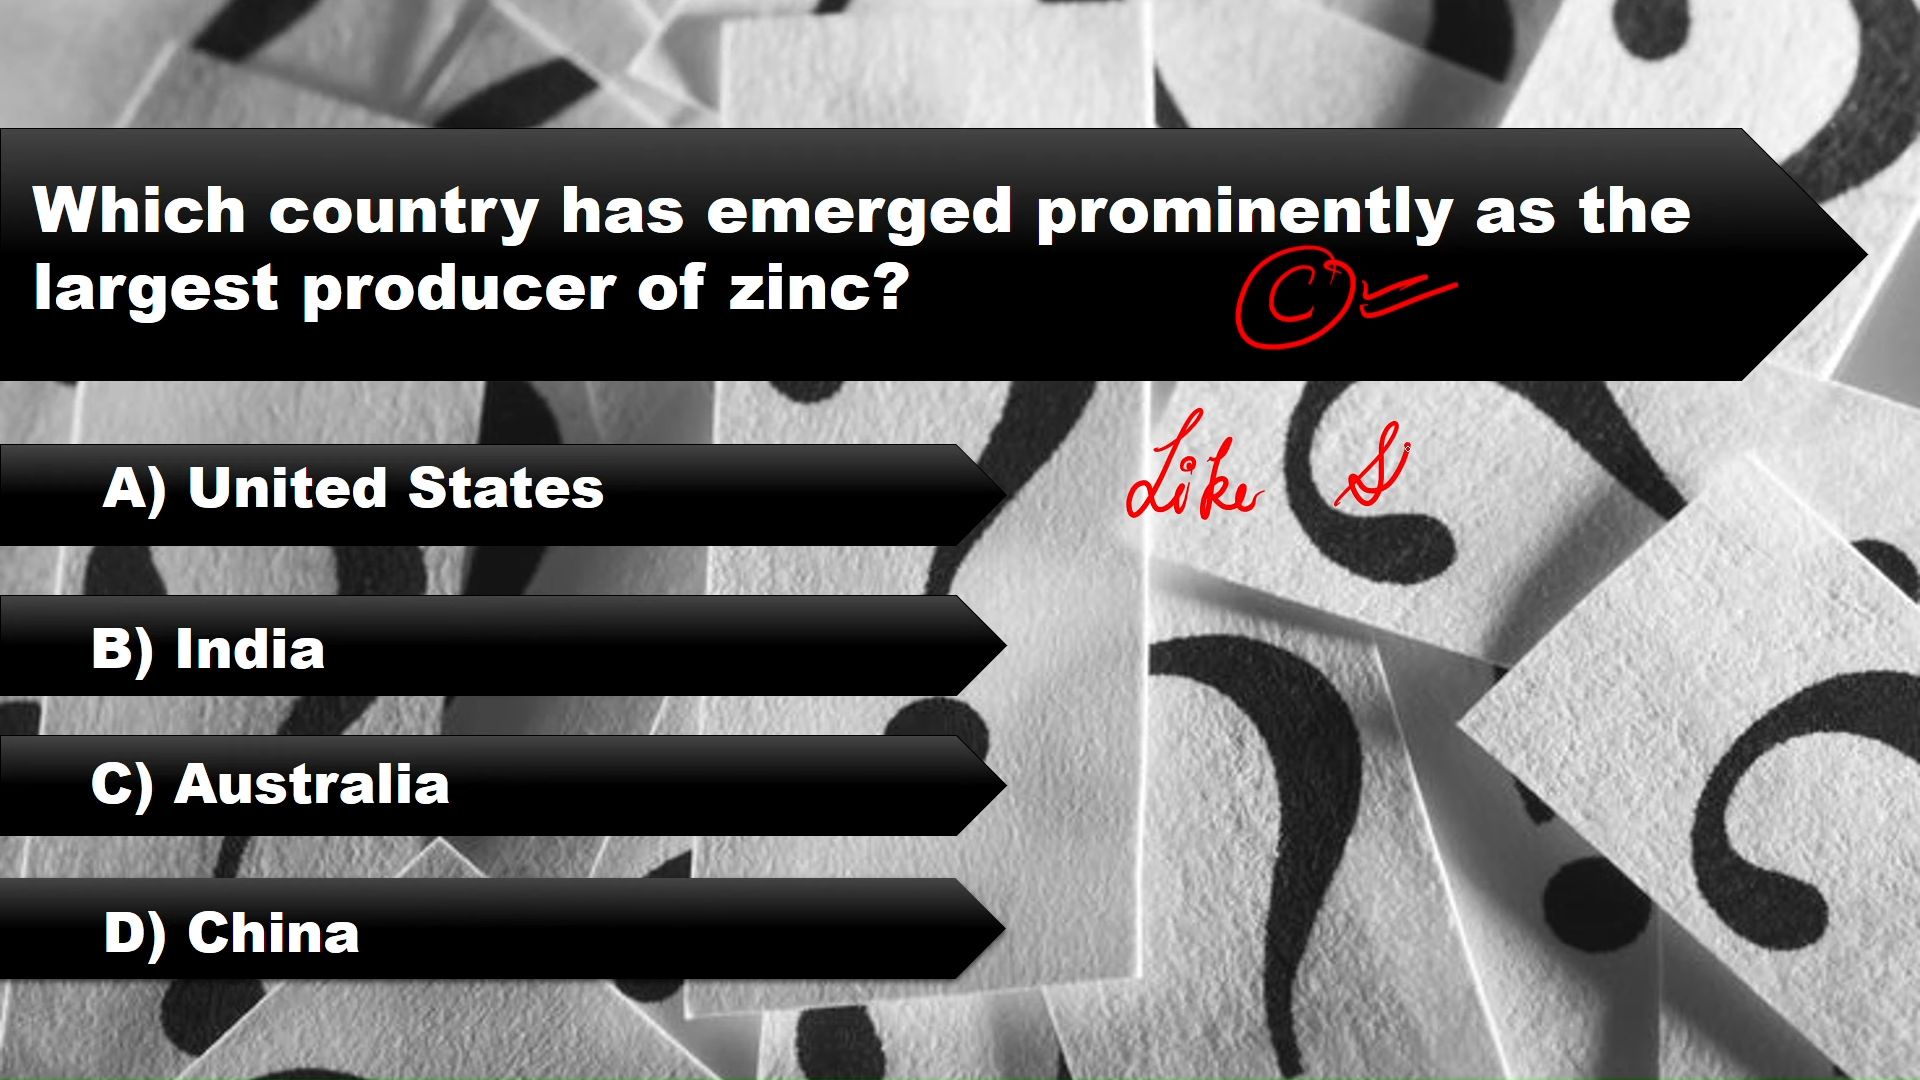 Which country has emerged prominently as the
largest producer of zinc?
C
Like S
A) United States
B) India
C) Australia
D) China